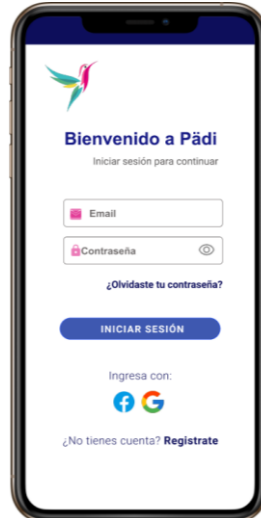 Bienvenido a Pädi
Iniciar sesión para continuar
Email
Contraseña
¿Olvidaste tu contraseña?
INICIAR SESIÓN
Ingresa con:
¿No tienes cuenta? Registrate